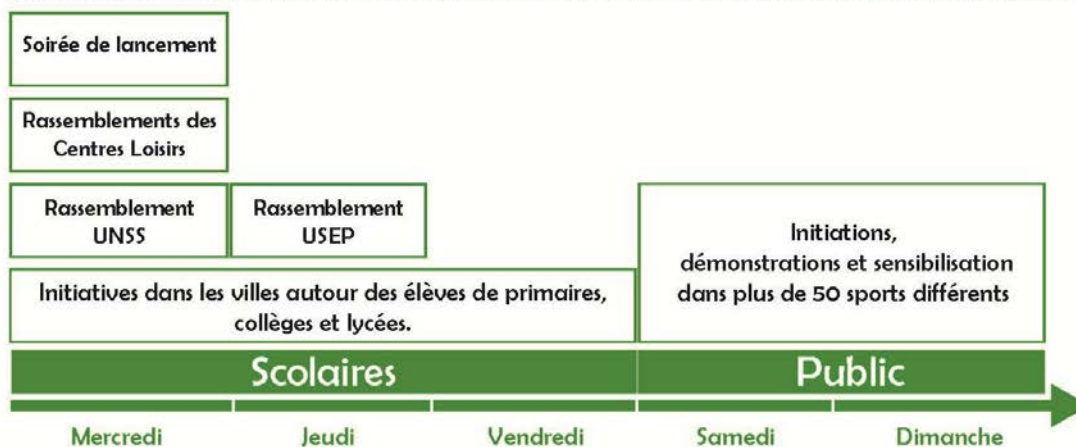 Soirée de lancement
Rassemblements des
Centres Loisirs
Rassemblement
UNSS
Rassemblement
USEP
Initiations,
démonstrations et sensibilisation
dans plus de 50 sports différents
Initiatives dans les villes autour des élèves de primaires,
collèges et lycées.
Scolaires
Public
Mercredi
Jeudi
Vendredi
Samedi
Dimanche